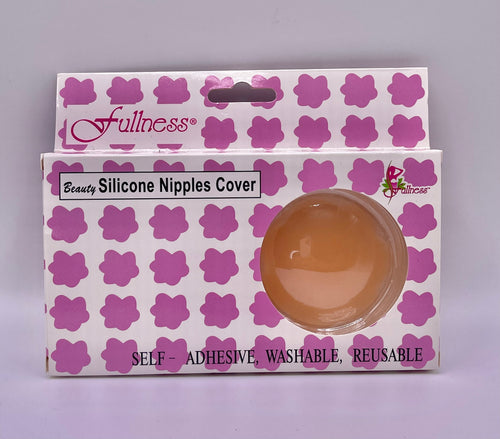 Fullness®
Beauty Silicone Nipples Cover
Fullness
SELF - ADHESIVE, WASHABLE, REUSABLE